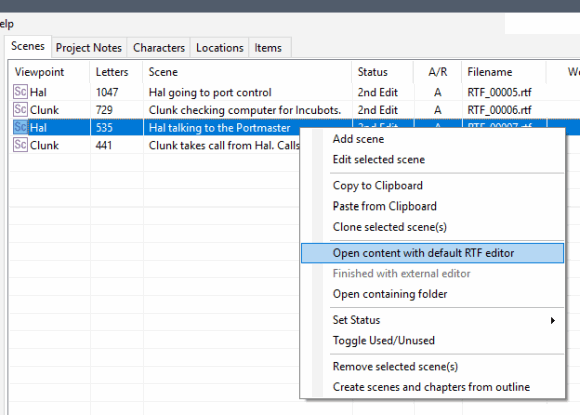 elp
Scenes Project Notes Characters Locations Items
Viewpoint Letters Scene Status A/R Filename
Sc Hal 1047 Hal going to port control 2nd Edit A RTF_00005.rtf
Sc Clunk 729 Clunk checking computer for Incubots. 2nd Edit A RTF_00006.rtf
Sc Hal 535 Hal talking to the Portmaster 2nd Edit A RTF_00007.rtf
Sc Clunk 441 Clunk takes call from Hal. Calls
Add scene
Edit selected scene
Copy to Clipboard
Paste from Clipboard
Clone selected scene(s)
Open content with default RTF editor
Finished with external editor
Open containing folder
Set Status
Toggle Used/Unused
Remove selected scene(s)
Create scenes and chapters from outline